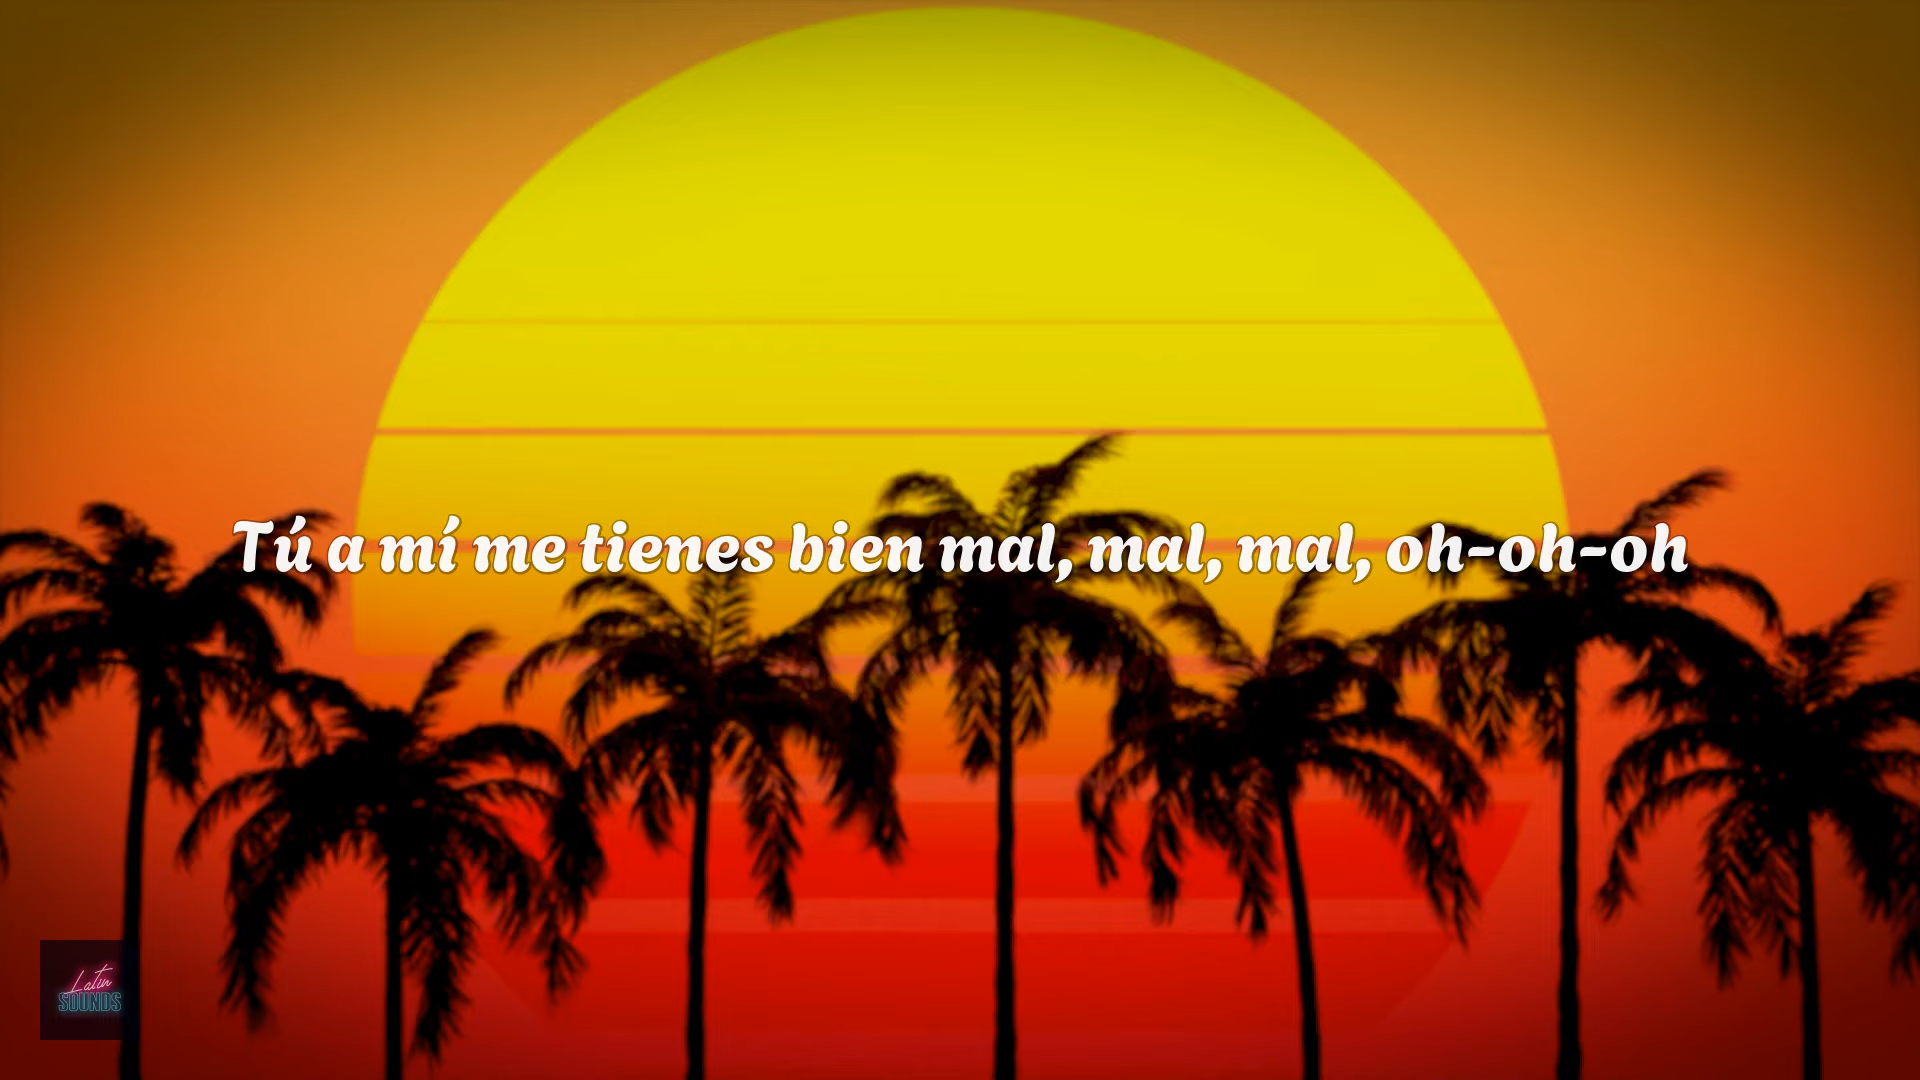 Tú a mí me tienes bien mal, mal, mal, oh-oh-oh
Latin
SOUNDS